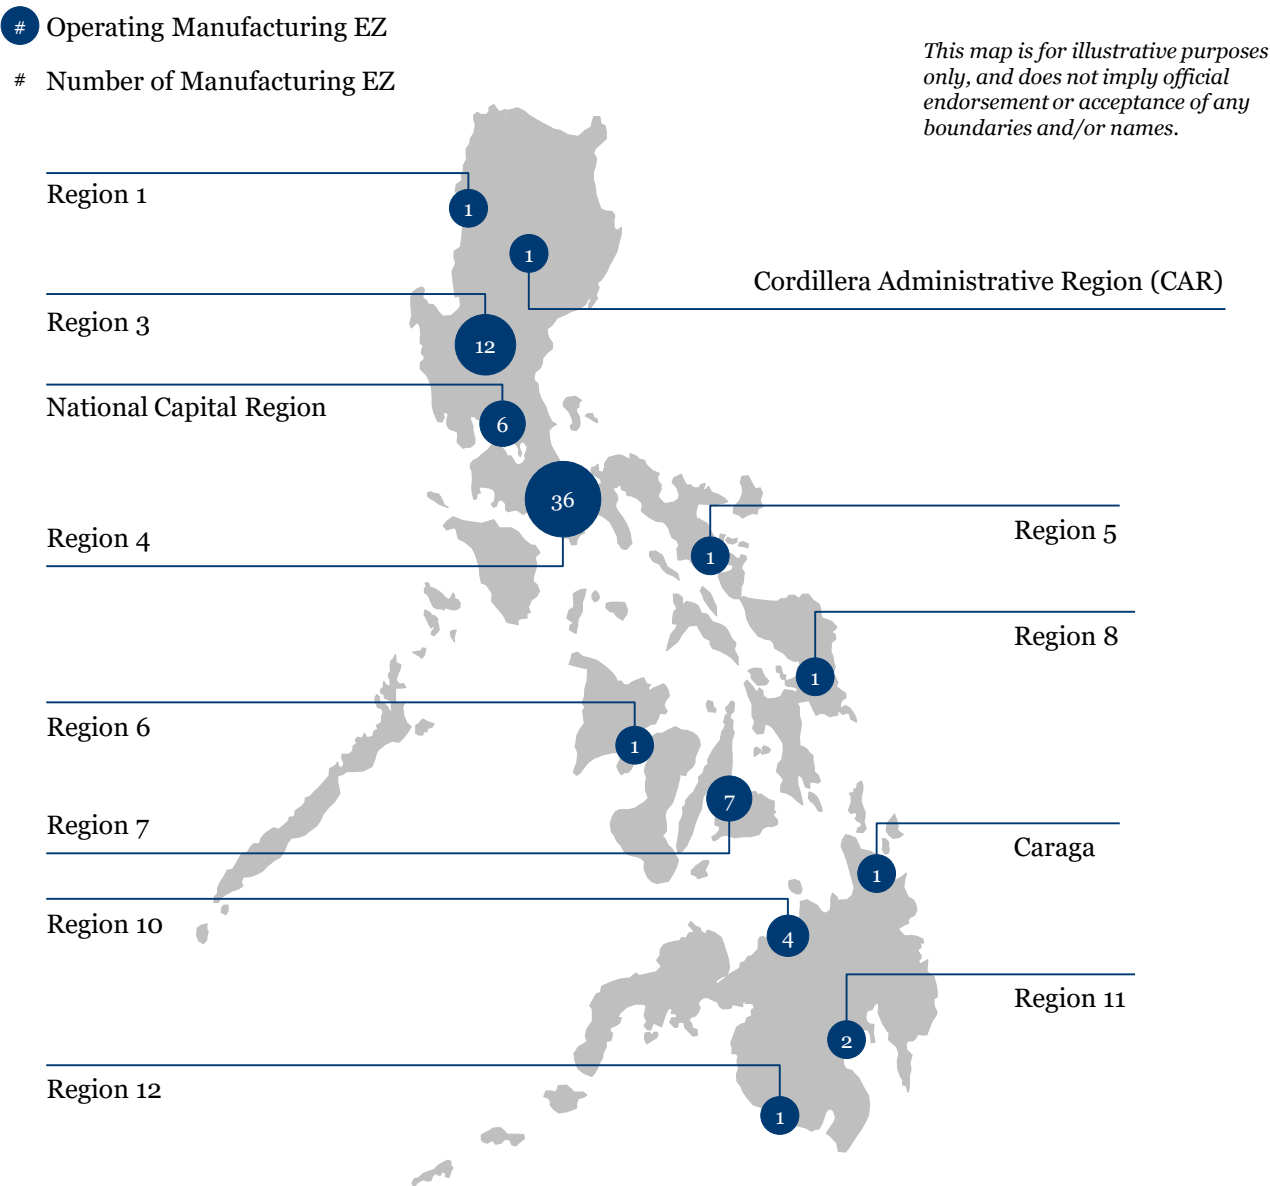 # Operating Manufacturing EZ
# Number of Manufacturing EZ
This map is for illustrative purposes
only, and does not imply official
endorsement or acceptance of any
boundaries and/or names.
Region 1
1
1
Cordillera Administrative Region (CAR)
Region 3
12
National Capital Region
6
36
Region 4
Region 5
1
Region 8
1
Region 6
1
Region 7
7
Caraga
1
Region 10
4
Region 11
2
Region 12
1